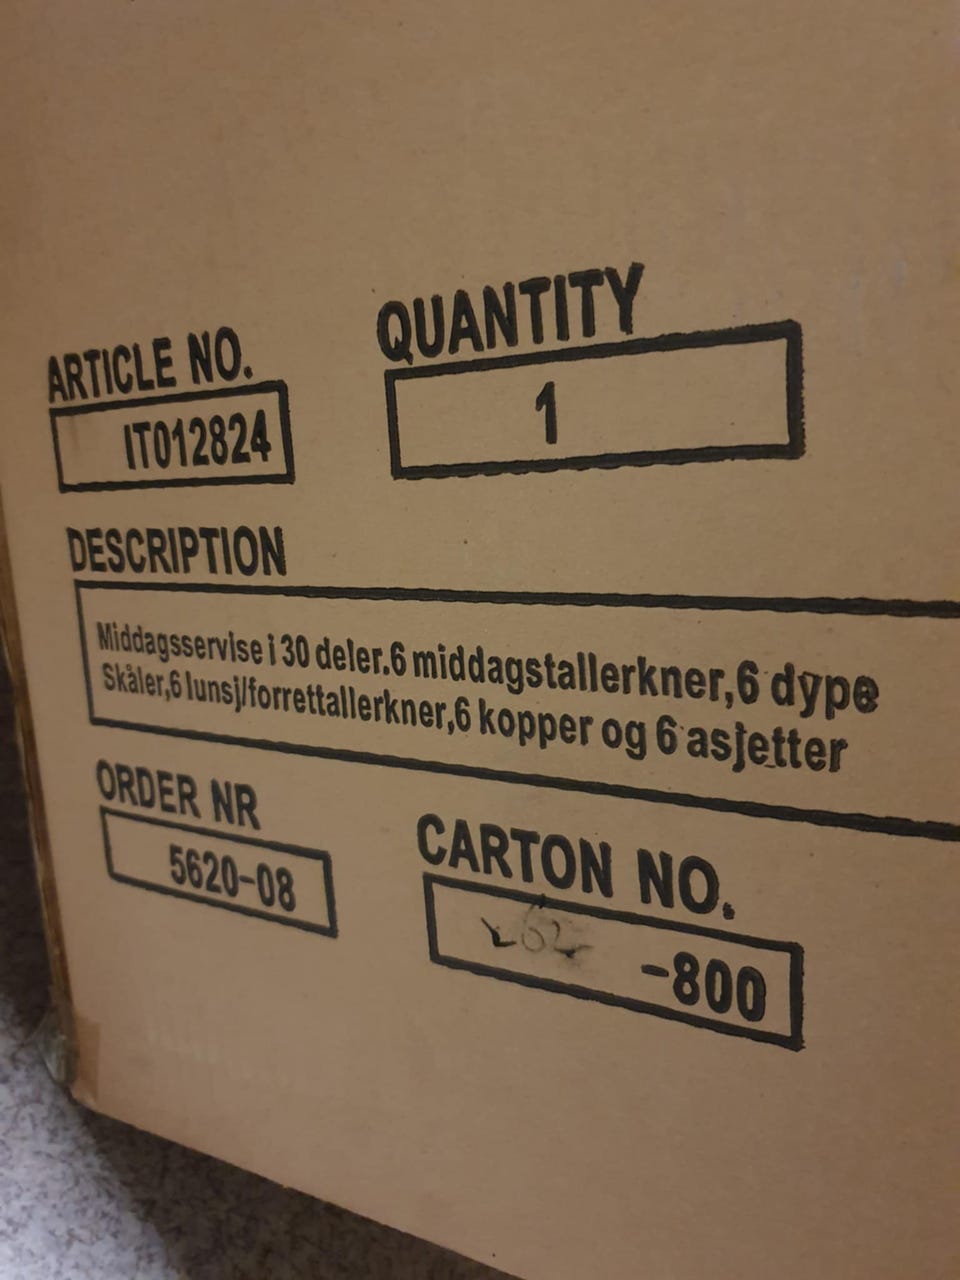 ARTICLE NO.
QUANTITY
IT012824
1
DESCRIPTION
Middagsservise i 30 deler.6 middagstallerkner,6 dype
Skåler,6 lunsj/forrettallerkner,6 kopper og 6 asjetter
ORDER NR
CARTON NO.
5620-08
-800